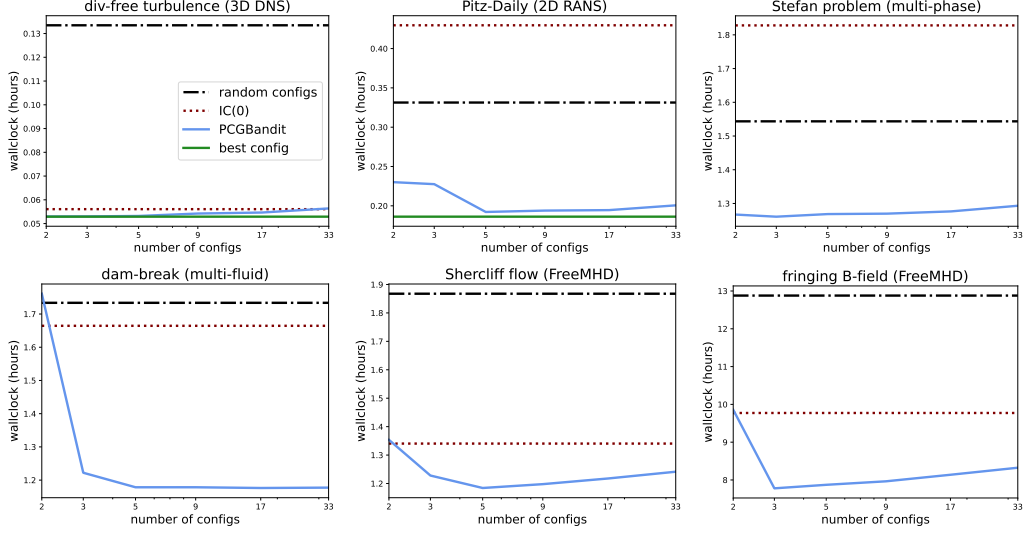 div-free turbulence (3D DNS)
wallclock (hours)
0.13
0.12
0.11
0.10
0.09
0.08
0.07
0.06
0.05
random configs
IC(0)
PCGBandit
best config
2 3 5 9 17 33
number of configs
Pitz-Daily (2D RANS)
wallclock (hours)
0.40
0.35
0.30
0.25
0.20
2 3 5 9 17 33
number of configs
Stefan problem (multi-phase)
wallclock (hours)
1.8
1.7
1.6
1.5
1.4
1.3
2 3 5 9 17 33
number of configs
dam-break (multi-fluid)
wallclock (hours)
1.7
1.6
1.5
1.4
1.3
1.2
2 3 5 9 17 33
number of configs
Shercliff flow (FreeMHD)
wallclock (hours)
1.9
1.8
1.7
1.6
1.5
1.4
1.3
1.2
2 3 5 9 17 33
number of configs
fringing B-field (FreeMHD)
wallclock (hours)
13
12
11
10
9
8
2 3 5 9 17 33
number of configs